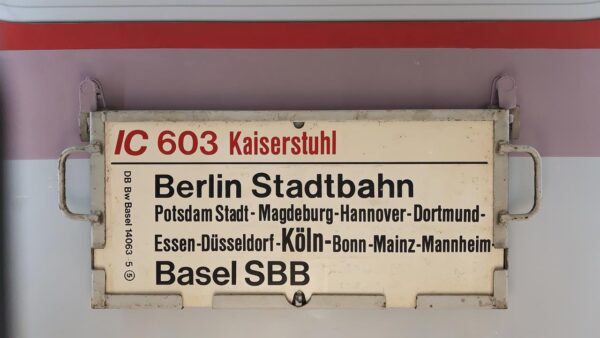 IC 603 Kaiserstuhl
Berlin Stadtbahn
Potsdam Stadt-Magdeburg-Hannover-Dortmund-
Essen-Düsseldorf-Köln-Bonn-Mainz-Mannheim-
Basel SBB
DB Bw Basel 14063 5 ⑤